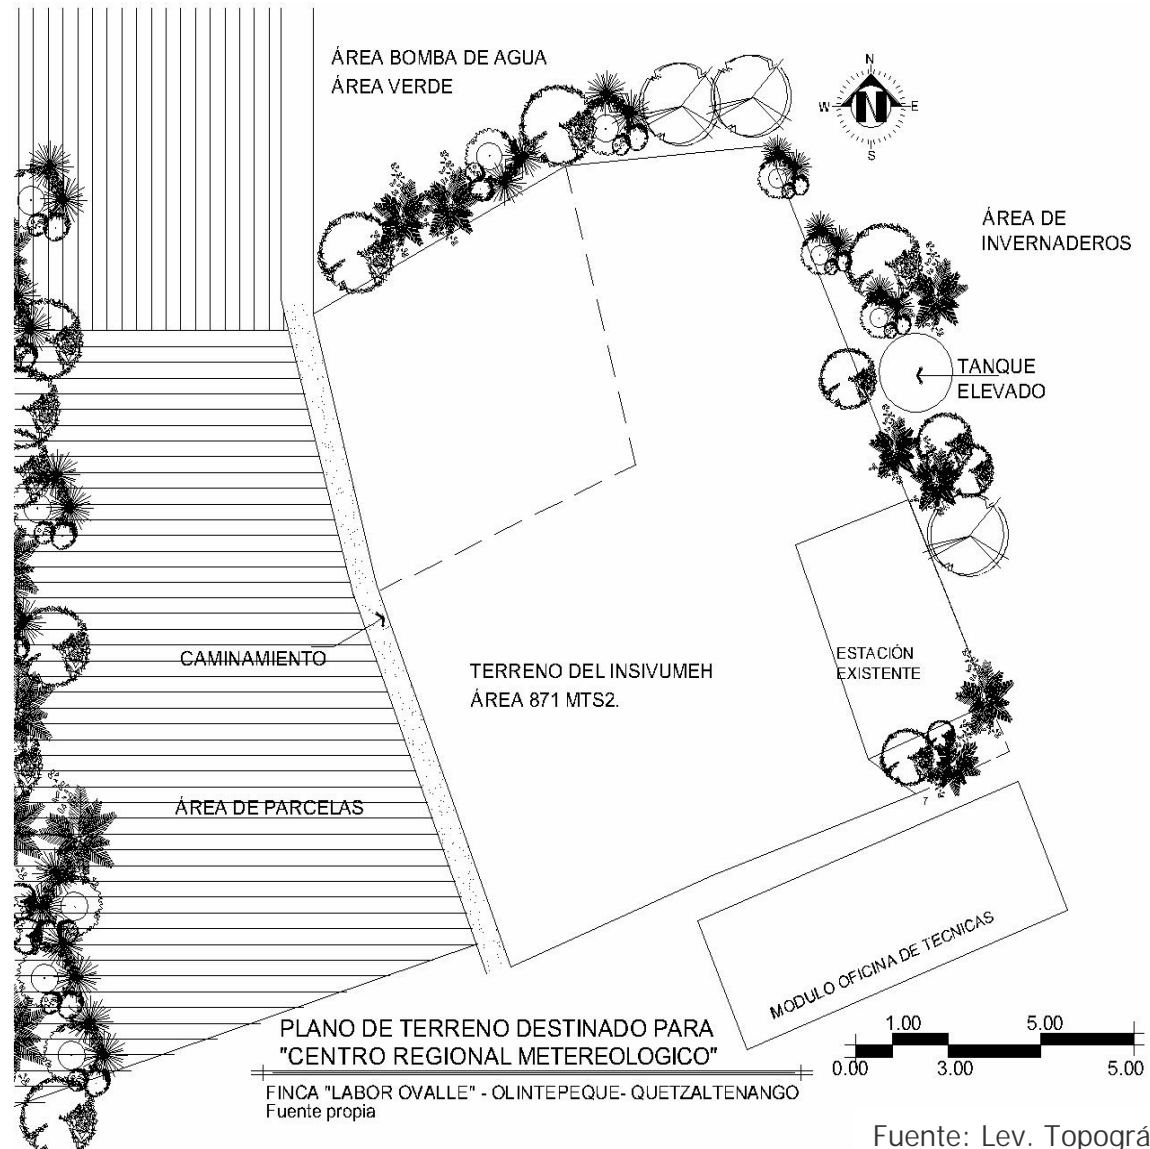 ÁREA BOMBA DE AGUA
ÁREA VERDE
N
W
N
E
S
ÁREA DE
INVERNADEROS
TANQUE
ELEVADO
CAMINAMIENTO
TERRENO DEL INSIVUMEH
ÁREA 871 MTS2.
ESTACIÓN
EXISTENTE
ÁREA DE PARCELAS
7
MODULO OFICINA DE TECNICAS
PLANO DE TERRENO DESTINADO PARA
"CENTRO REGIONAL METEREOLOGICO"
FINCA "LABOR OVALLE" - OLINTEPEQUE- QUETZALTENANGO
Fuente propia
1.00 5.00
0.00 3.00 5.00
Fuente: Lev. Topográ